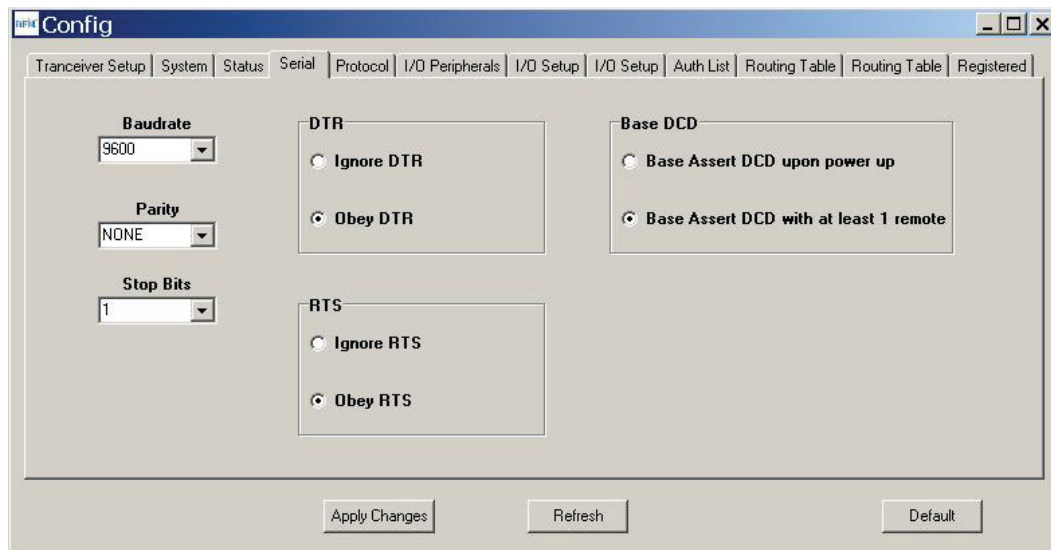 Config
Tranceiver Setup System Status Serial Protocol I/O Peripherals I/O Setup I/O Setup Auth List Routing Table Routing Table Registered
Baudrate
9600
Parity
NONE
Stop Bits
1
DTR
Ignore DTR
Obey DTR
RTS
Ignore RTS
Obey RTS
Base DCD
Base Assert DCD upon power up
Base Assert DCD with at least 1 remote
Apply Changes Refresh Default